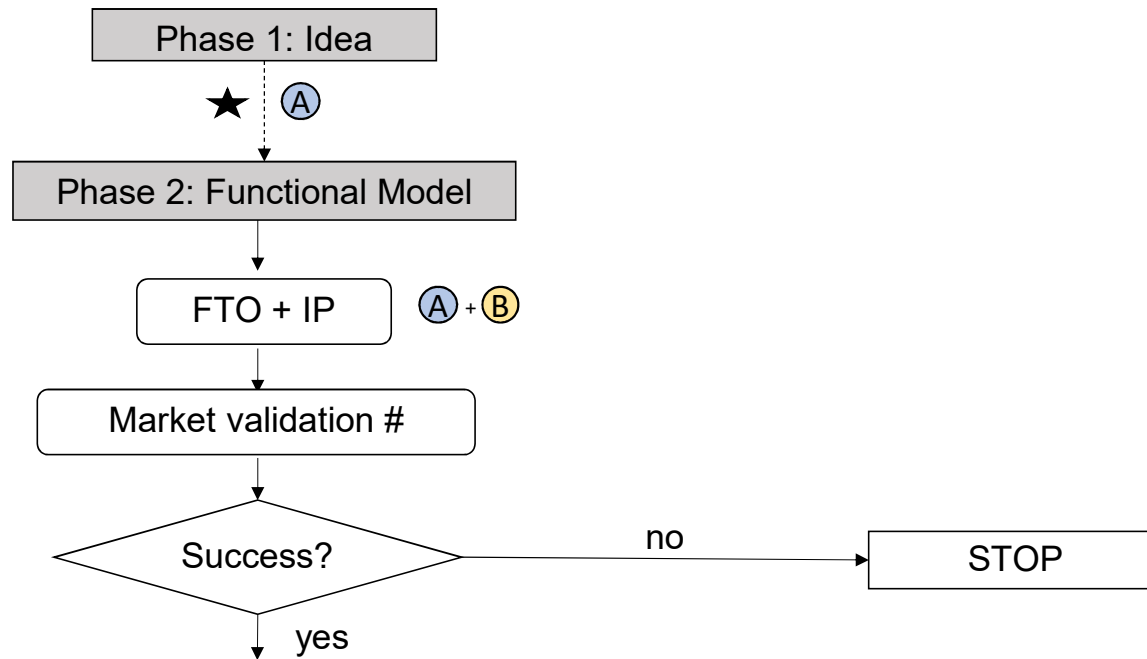 Phase 1: Idea
A
Phase 2: Functional Model
FTO + IP
A + B
Market validation #
Success?
no
STOP
yes